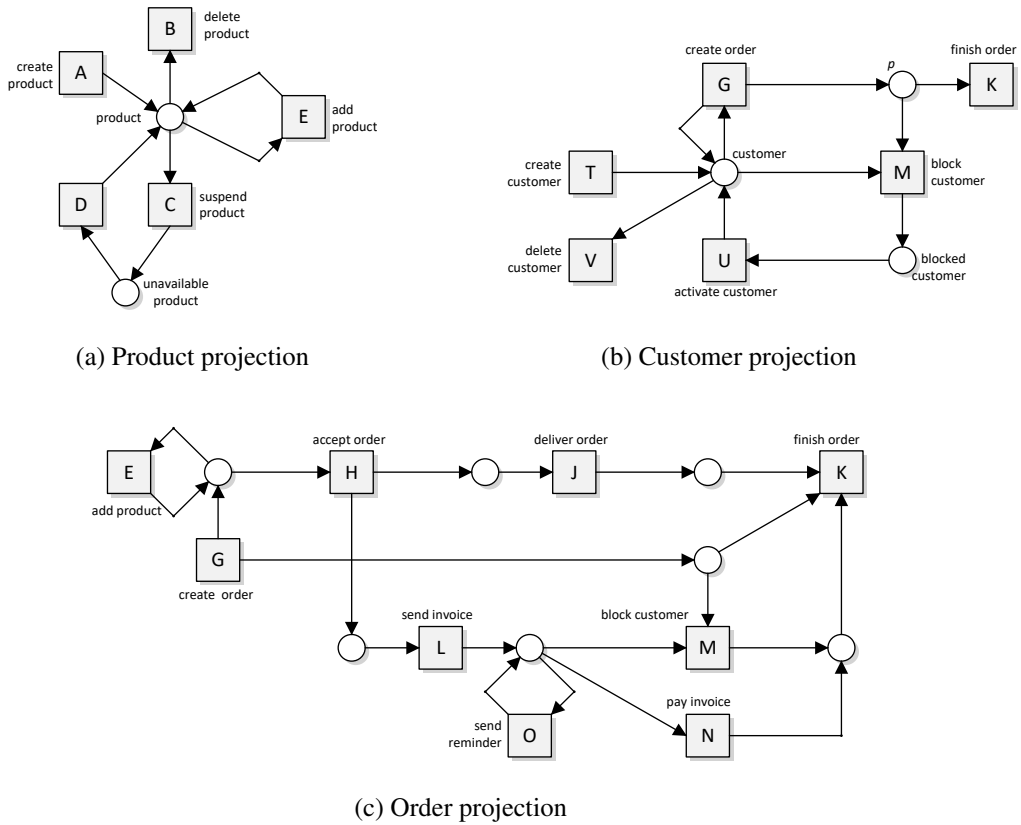 B
delete
product
create
product
A
product
E
add
product
D
C
suspend
product
unavailable
product
(a) Product projection
create order
G
p
finish order
K
create
customer
T
customer
M
block
customer
delete
customer
V
U
activate customer
blocked
customer
(b) Customer projection
E
add product
accept order
H
deliver order
J
finish order
K
G
create order
send invoice
L
block customer
M
send
reminder
O
pay invoice
N
(c) Order projection